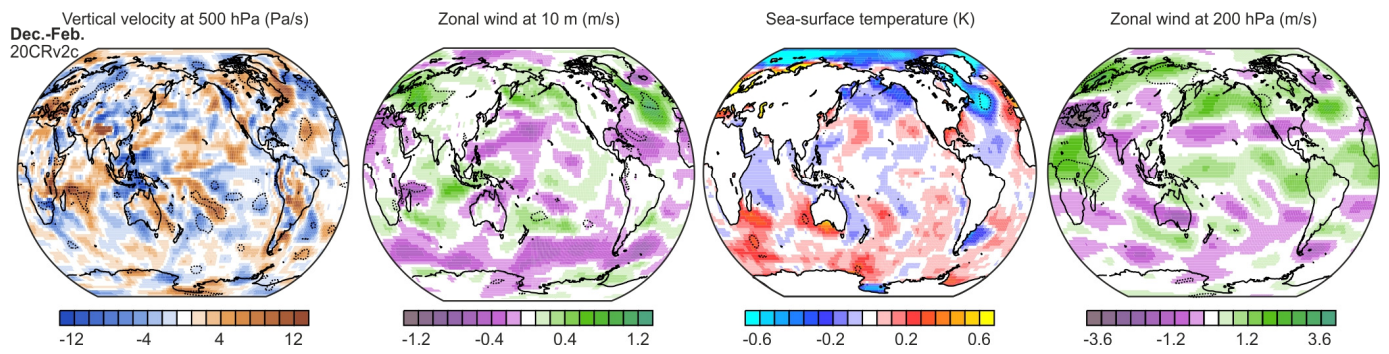 Vertical velocity at 500 hPa (Pa/s)
Zonal wind at 10 m (m/s)
Sea-surface temperature (K)
Zonal wind at 200 hPa (m/s)
Dec.-Feb.
20CRv2c
-12 -4 4 12
-1.2 -0.4 0.4 1.2
-0.6 -0.2 0.2 0.6
-3.6 -1.2 1.2 3.6